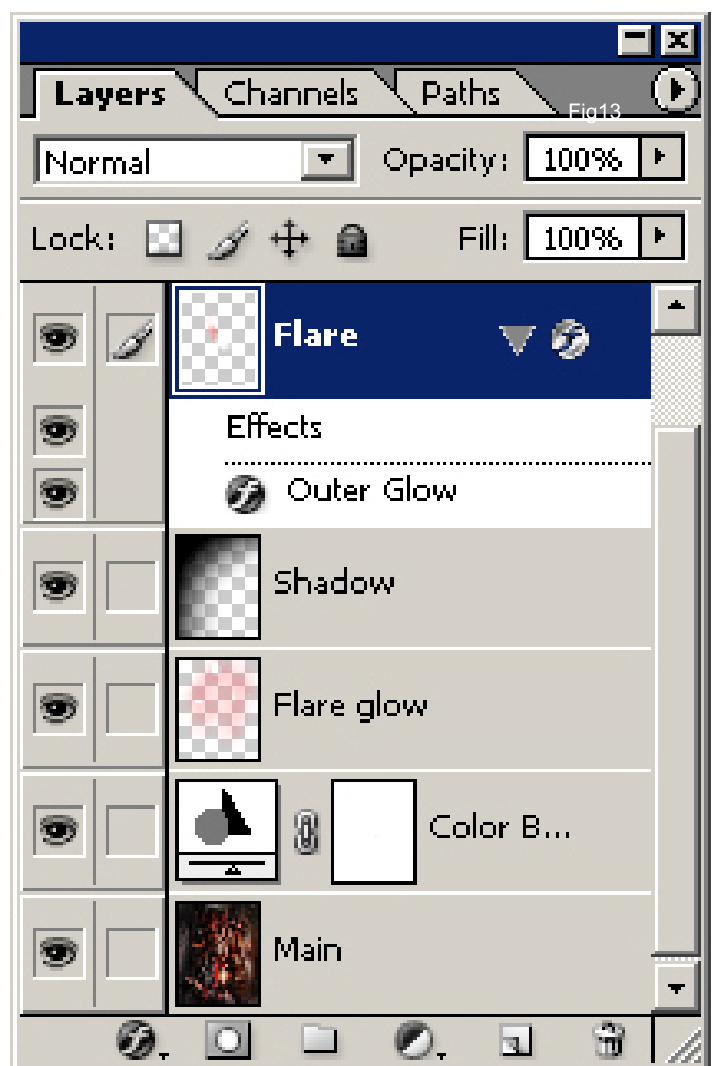 Layers Channels Paths
Fig13
Normal Opacity: 100%
Lock: Fill: 100%
Flare
Effects
Outer Glow
Shadow
Flare glow
Color B...
Main